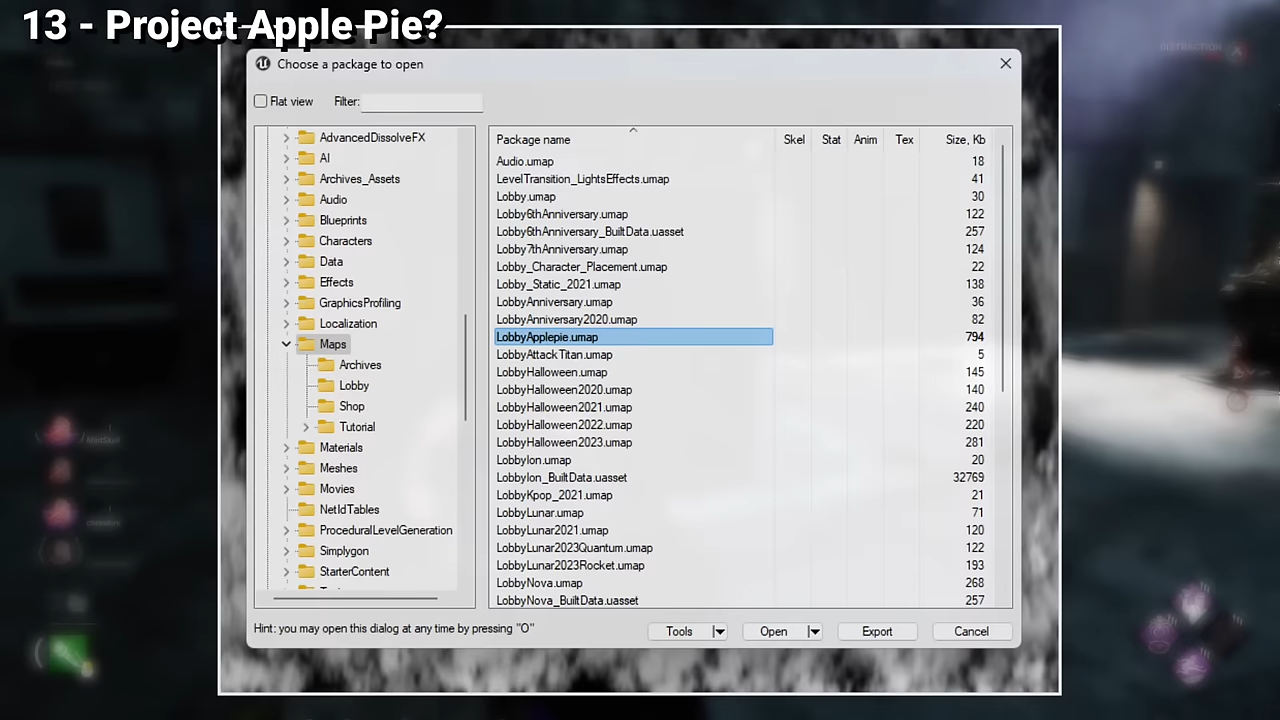 13 - Project Apple Pie?
Choose a package to open
Flat view Filter:
AdvancedDissolveFX
AI
Archives_Assets
Audio
Blueprints
Characters
Data
Effects
GraphicsProfiling
Localization
Maps
Archives
Lobby
Shop
Tutorial
Materials
Meshes
Movies
NetIdTables
ProceduralLevelGeneration
Simplygon
StarterContent
Package name Skel Stat Anim Tex Size, Kb
Audio.umap 18
LevelTransition_LightsEffects.umap 41
Lobby.umap 30
Lobby6thAnniversary.umap 122
Lobby6thAnniversary_BuiltData.uasset 257
Lobby7thAnniversary.umap 124
Lobby_Character_Placement.umap 22
Lobby_Static_2021.umap 138
LobbyAnniversary.umap 36
LobbyAnniversary2020.umap 82
LobbyApplepie.umap 794
LobbyAttackTitan.umap 5
LobbyHalloween.umap 145
LobbyHalloween2020.umap 140
LobbyHalloween2021.umap 240
LobbyHalloween2022.umap 220
LobbyHalloween2023.umap 281
LobbyIon.umap 20
LobbyIon_BuiltData.uasset 32769
LobbyKpop_2021.umap 21
LobbyLunar.umap 71
LobbyLunar2021.umap 120
LobbyLunar2023Quantum.umap 122
LobbyLunar2023Rocket.umap 193
LobbyNova.umap 268
LobbyNova_BuiltData.uasset 257
Hint: you may open this dialog at any time by pressing "O"
Tools Open Export Cancel
DISTRACTION